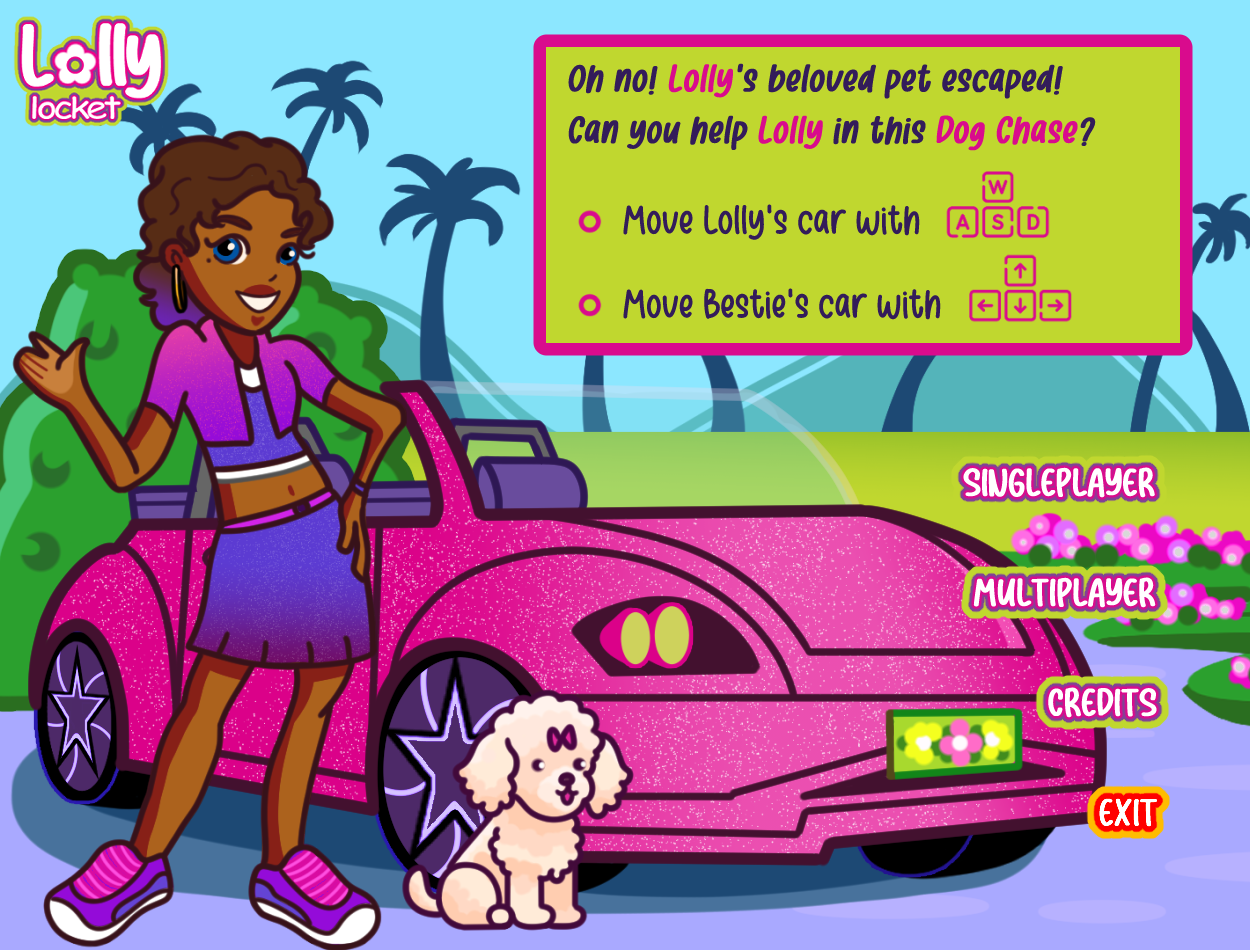 Lolly
locket
Oh no! Lolly's beloved pet escaped!
Can you help Lolly in this Dog Chase?
Move Lolly's car with
W
A S D
Move Bestie's car with
↑
← ↓ →
SINGLEPLAYER
MULTIPLAYER
CREDITS
EXIT